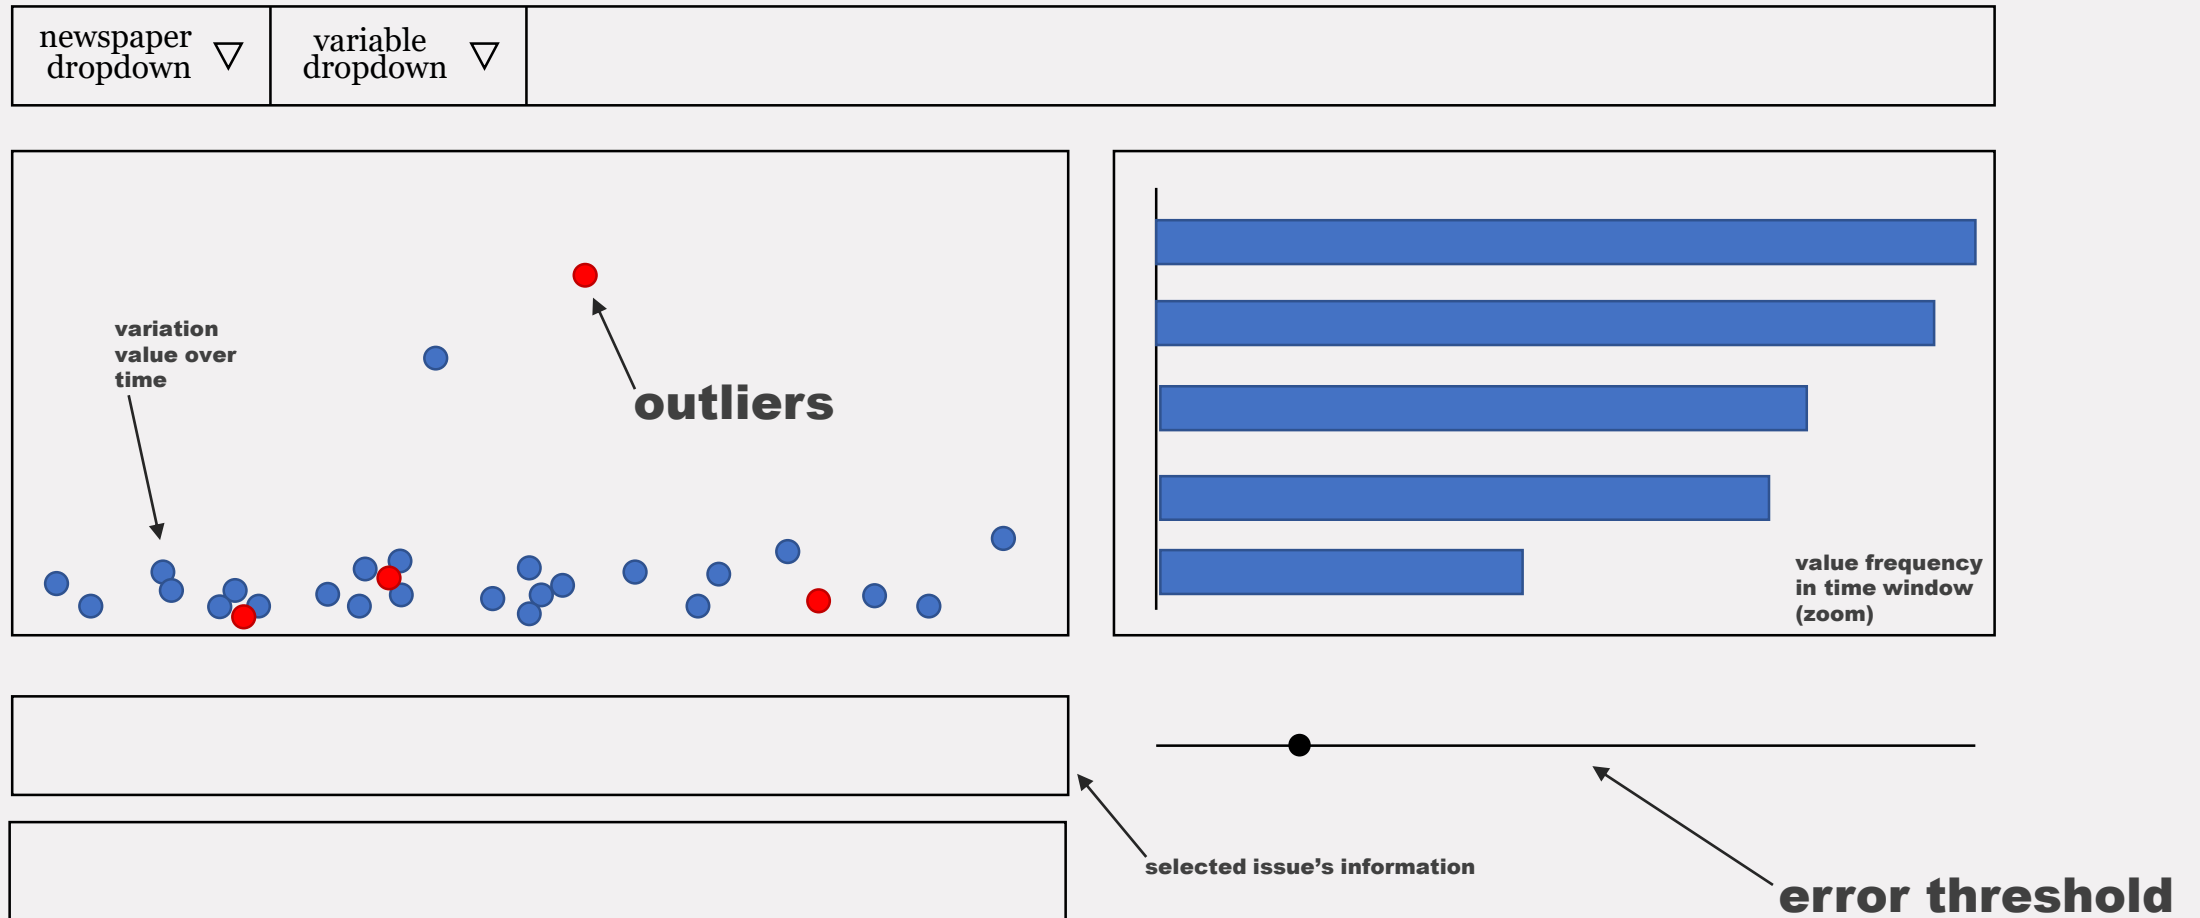 newspaper
dropdown
variable
dropdown
variation
value over
time
outliers
value frequency
in time window
(zoom)
selected issue’s information
error threshold